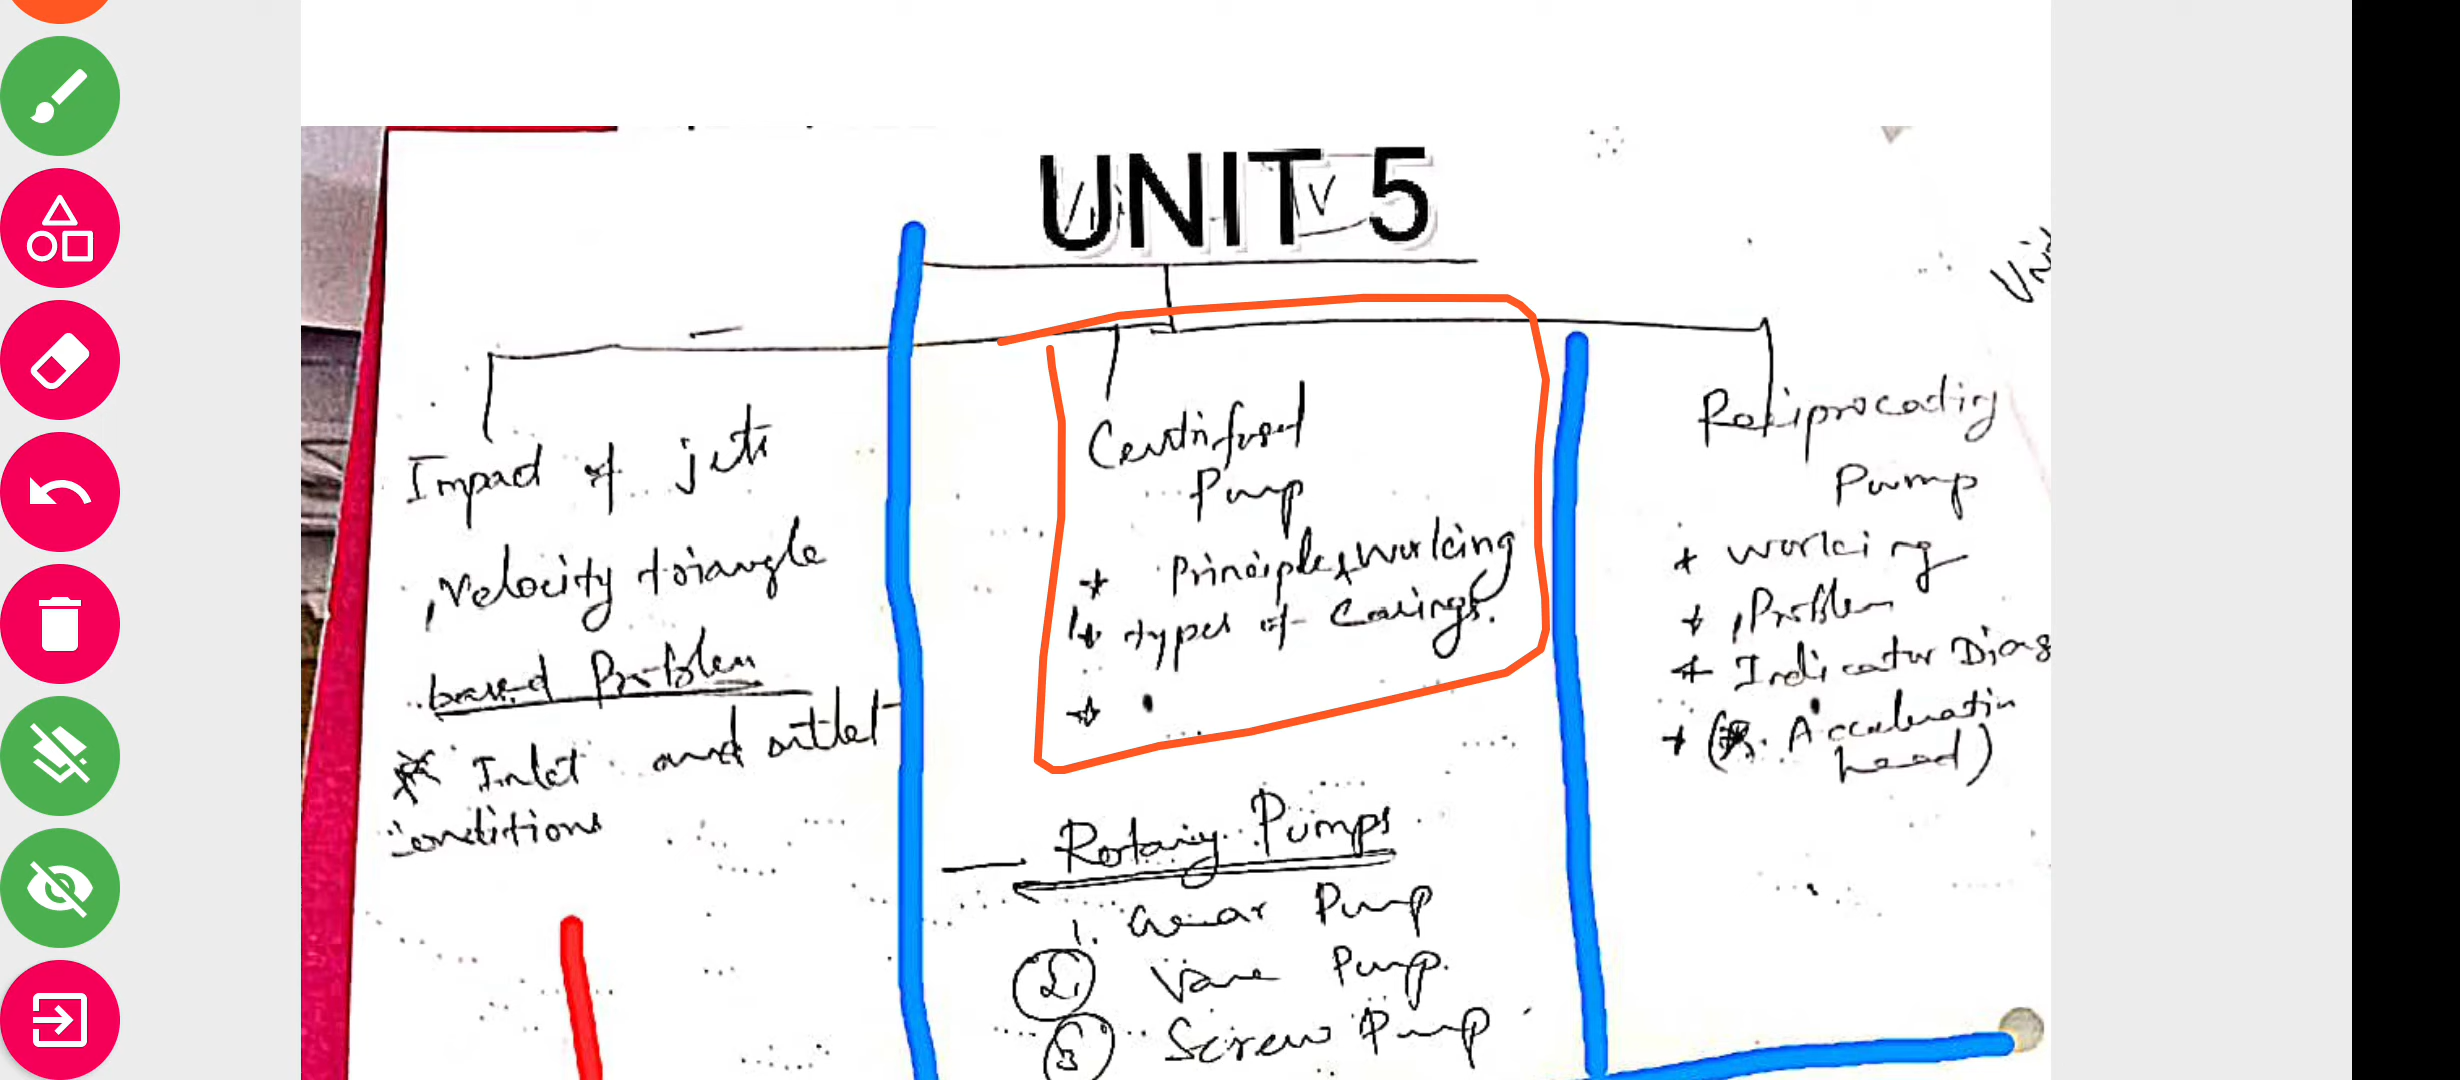 UNIT 5
Impact of jets
velocity triangle
based Problem
* Inlet and outlet
conditions
Centrifugal
Pump
* Principle & working
* types of Casings.
*
Rotary Pumps
1. Gear Pump
2. Vane Pump.
3 Screw Pump
Reciprocating
Pump
* working
* Problem
* Indicator Diag
* ( Acceleration
head)
Uni